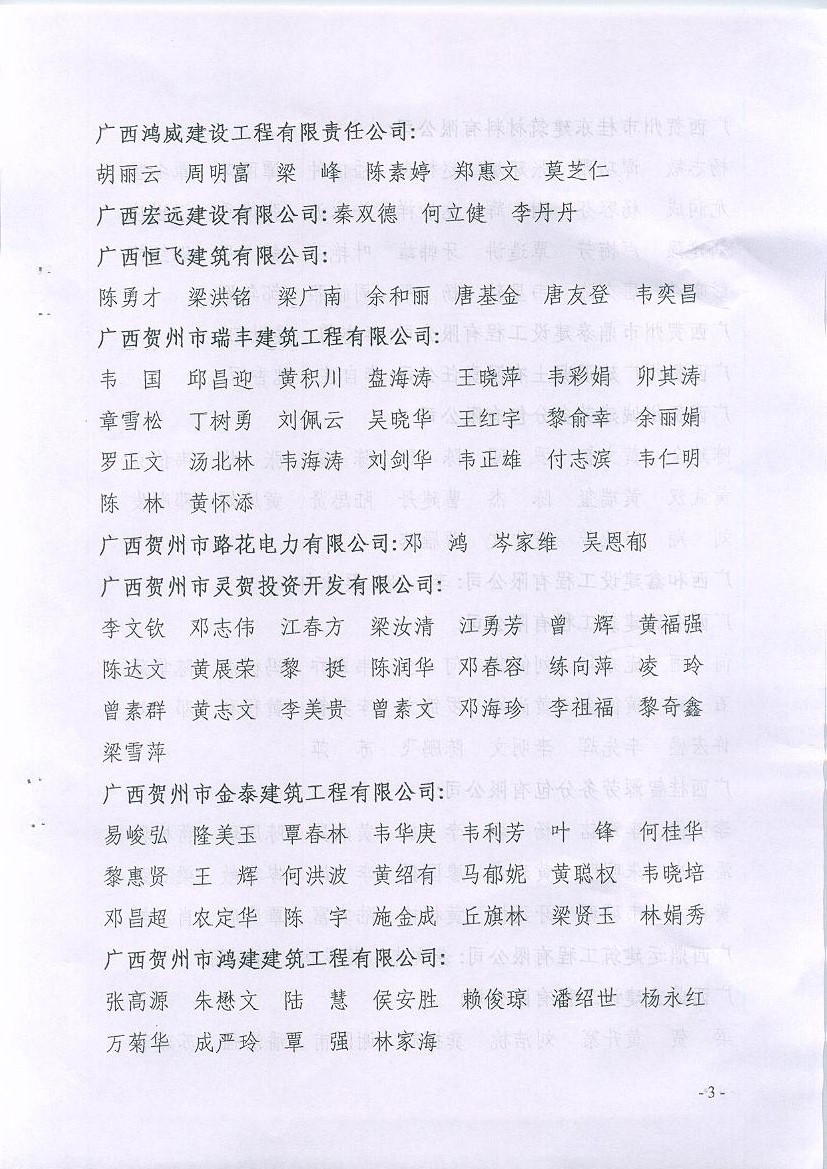 广西鸿威建设工程有限责任公司:
胡丽云 周明富 梁 峰 陈素婷 郑惠文 莫芝仁
广西宏远建设有限公司:秦双德 何立健 李丹丹
广西恒飞建筑有限公司:
陈勇才 梁洪铭 梁广南 余和丽 唐基金 唐友登 韦奕昌
广西贺州市瑞丰建筑工程有限公司:
韦 国 邱昌迎 黄积川 盘海涛 王晓萍 韦彩娟 卯其涛
章雪松 丁树勇 刘佩云 吴晓华 王红宇 黎俞幸 余丽娟
罗正文 汤北林 韦海涛 刘剑华 韦正雄 付志滨 韦仁明
陈 林 黄怀添
广西贺州市路花电力有限公司:邓 鸿 岑家维 吴恩郁
广西贺州市灵贺投资开发有限公司:
李文钦 邓志伟 江春方 梁汝清 江勇芳 曾 辉 黄福强
陈达文 黄展荣 黎 挺 陈润华 邓春容 练向萍 凌 玲
曾素群 黄志文 李美贵 曾素文 邓海珍 李祖福 黎奇鑫
梁雪萍
广西贺州市金泰建筑工程有限公司:
易峻弘 隆美玉 覃春林 韦华庚 韦利芳 叶 锋 何桂华
黎惠贤 王 辉 何洪波 黄绍有 马郁妮 黄聪权 韦晓培
邓昌超 农定华 陈 宇 施金成 丘旗林 梁贤玉 林娟秀
广西贺州市鸿建建筑工程有限公司:
张高源 朱懋文 陆 慧 侯安胜 赖俊琼 潘绍世 杨永红
万菊华 成严玲 覃 强 林家海
-3-